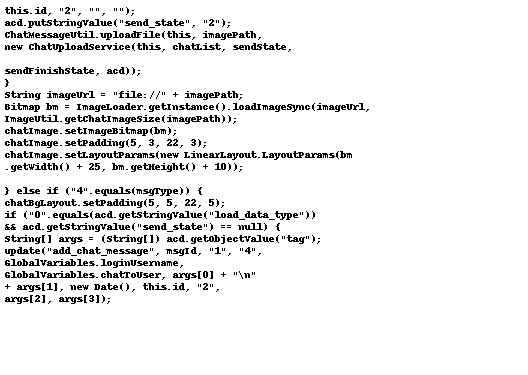 this.id, "2", "", "");
acd.putStringValue("send_state", "2");
ChatMessageUtil.uploadFile(this, imagePath,
new ChatUploadService(this, chatList, sendState,
sendFinishState, acd));
}
String imageUrl = "file://" + imagePath;
Bitmap bm = ImageLoader.getInstance().loadImageSync(imageUrl,
ImageUtil.getChatImageSize(imagePath));
chatImage.setImageBitmap(bm);
chatImage.setPadding(5, 3, 22, 3);
chatImage.setLayoutParams(new LinearLayout.LayoutParams(bm
.getWidth() + 25, bm.getHeight() + 10));
} else if ("4".equals(msgType)) {
chatBgLayout.setPadding(5, 5, 22, 5);
if ("0".equals(acd.getStringValue("load_data_type"))
&& acd.getStringValue("send_state") == null) {
String[] args = (String[]) acd.getObjectValue("tag");
update("add_chat_message", msgId, "1", "4",
GlobalVariables.loginUsername,
GlobalVariables.chatToUser, args[0] + "\n"
+ args[1], new Date(), this.id, "2",
args[2], args[3]);